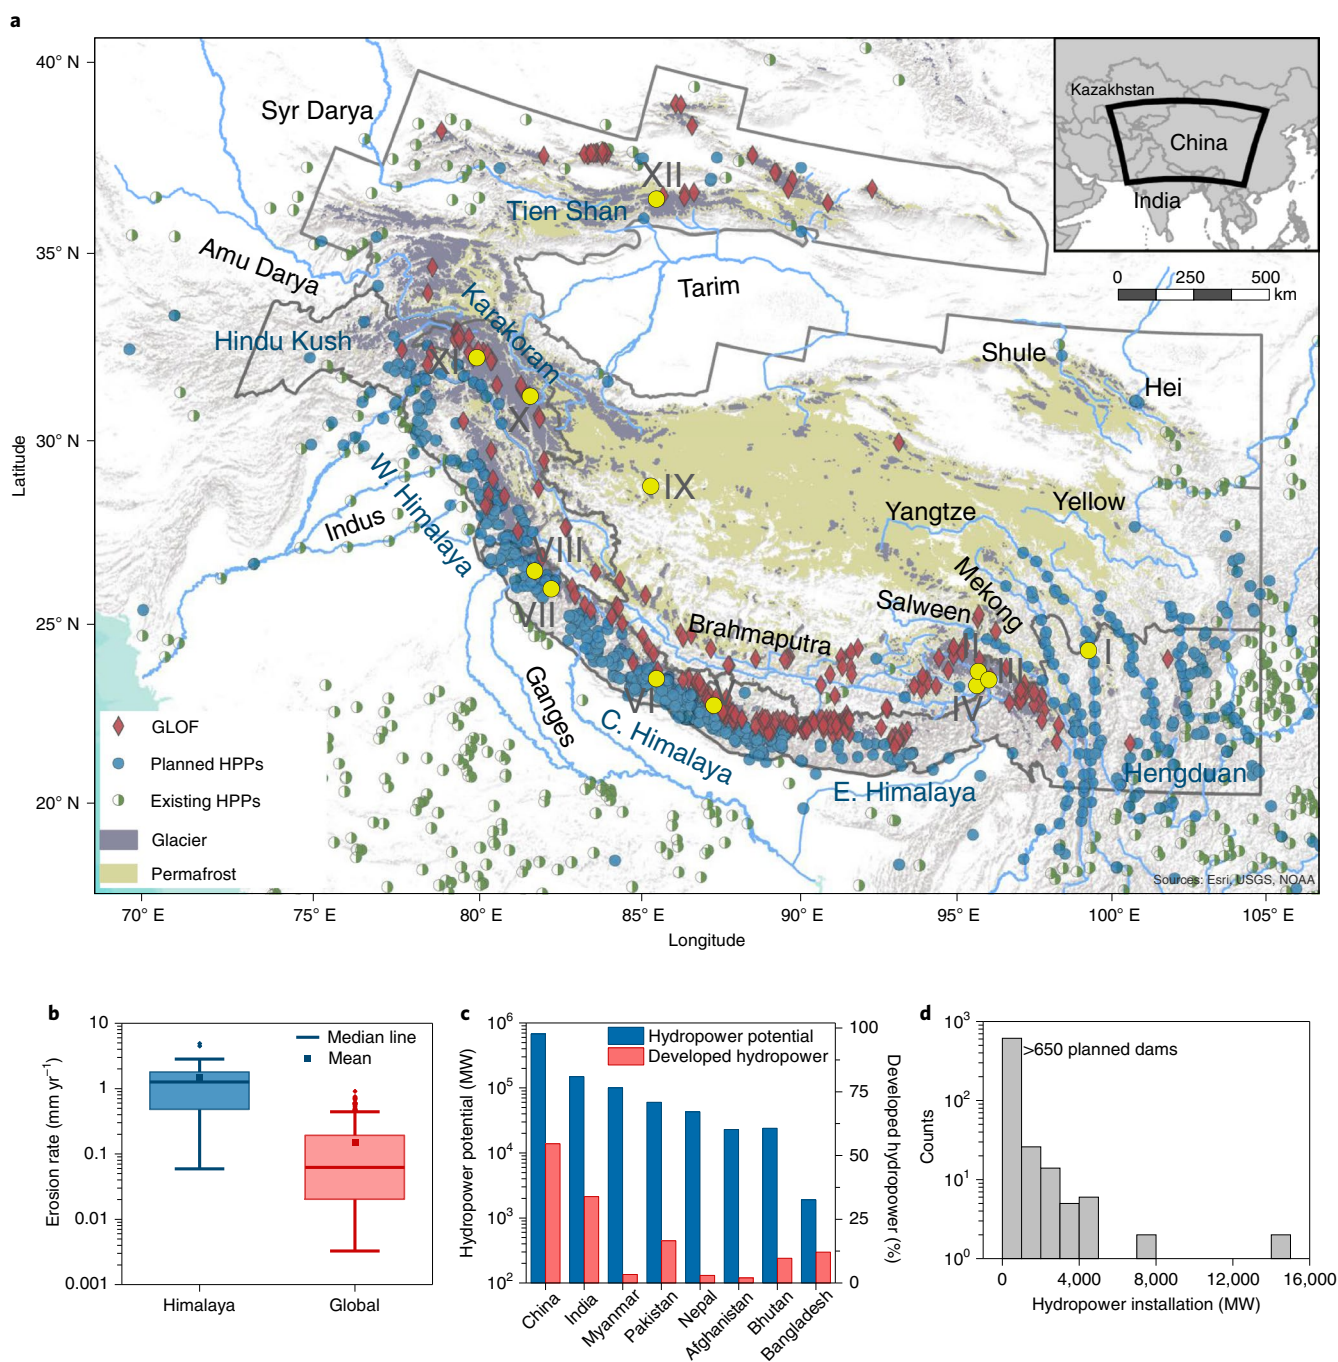 a
40° N
35° N
30° N
25° N
20° N
Latitude
70° E
75° E
80° E
85° E
90° E
95° E
100° E
105° E
Longitude
Syr Darya
Amu Darya
Hindu Kush
Tien Shan
Karakoram
Tarim
Shule
Hei
Yellow
Yangtze
Mekong
Salween
Brahmaputra
Indus
W. Himalaya
Ganges
C. Himalaya
E. Himalaya
Hengduan
XII
XI
X
IX
VIII
VII
VI
V
IV
III
II
I
Kazakhstan
China
India
0 250 500
km
GLOF
Planned HPPs
Existing HPPs
Glacier
Permafrost
Sources: Esri, USGS, NOAA
b
Erosion rate (mm yr⁻¹)
10
1
0.1
0.01
0.001
Median line
Mean
Himalaya
Global
c
Hydropower potential (MW)
10⁶
10⁵
10⁴
10³
10²
Hydropower potential
Developed hydropower
100
75
50
25
0
Developed hydropower (%)
China
India
Myanmar
Pakistan
Nepal
Afghanistan
Bhutan
Bangladesh
d
Counts
10³
10²
10¹
10⁰
>650 planned dams
0 4,000 8,000 12,000 16,000
Hydropower installation (MW)